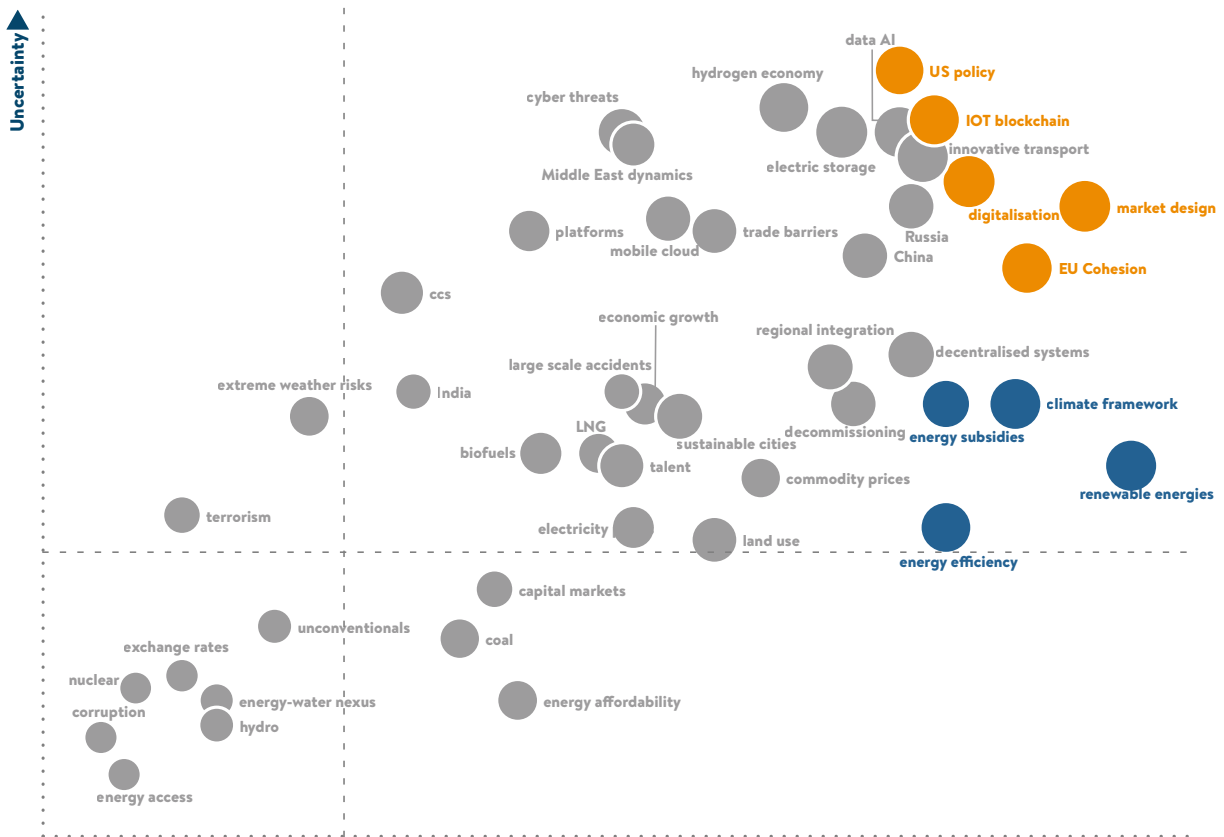 Uncertainty
data AI
US policy
hydrogen economy
cyber threats
IOT blockchain
innovative transport
electric storage
Middle East dynamics
market design
digitalisation
platforms
trade barriers
Russia
mobile cloud
China
EU Cohesion
ccs
economic growth
regional integration
decentralised systems
large scale accidents
extreme weather risks
India
climate framework
LNG
decommissioning
energy subsidies
sustainable cities
biofuels
talent
commodity prices
renewable energies
terrorism
electricity
land use
energy efficiency
capital markets
unconventionals
coal
exchange rates
nuclear
energy-water nexus
energy affordability
corruption
hydro
energy access